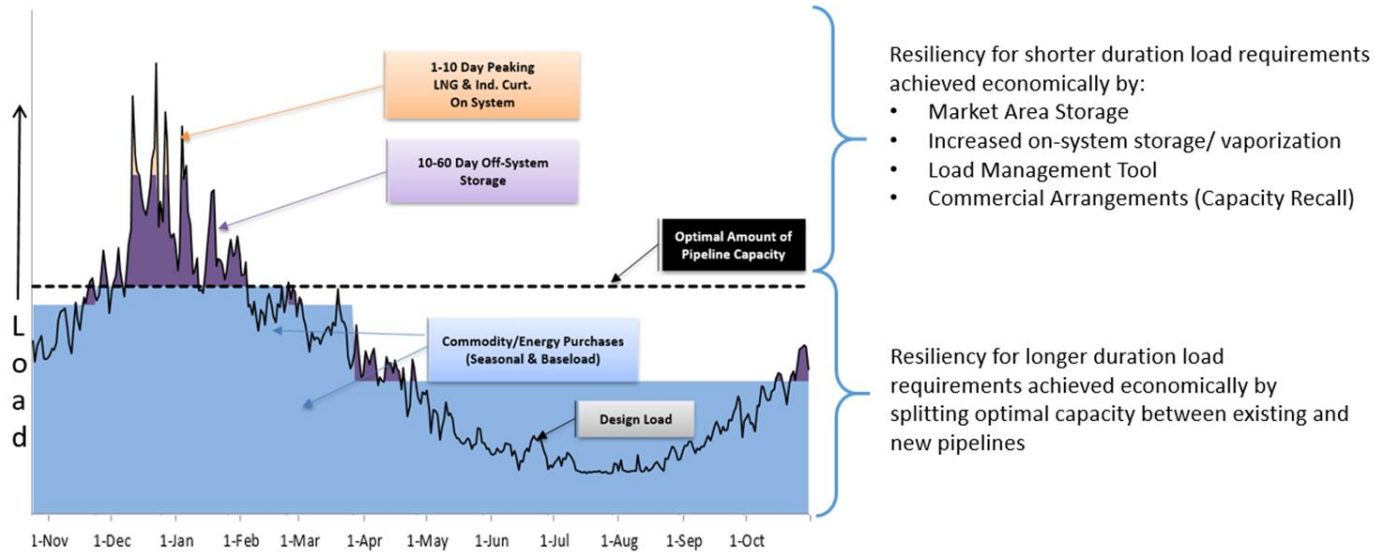 1-10 Day Peaking
LNG & Ind. Curt.
On System
10-60 Day Off-System
Storage
Optimal Amount of
Pipeline Capacity
Commodity/Energy Purchases
(Seasonal & Baseload)
Design Load
Load
1-Nov 1-Dec 1-Jan 1-Feb 1-Mar 1-Apr 1-May 1-Jun 1-Jul 1-Aug 1-Sep 1-Oct
Resiliency for shorter duration load requirements
achieved economically by:
• Market Area Storage
• Increased on-system storage/ vaporization
• Load Management Tool
• Commercial Arrangements (Capacity Recall)
Resiliency for longer duration load
requirements achieved economically by
splitting optimal capacity between existing and
new pipelines